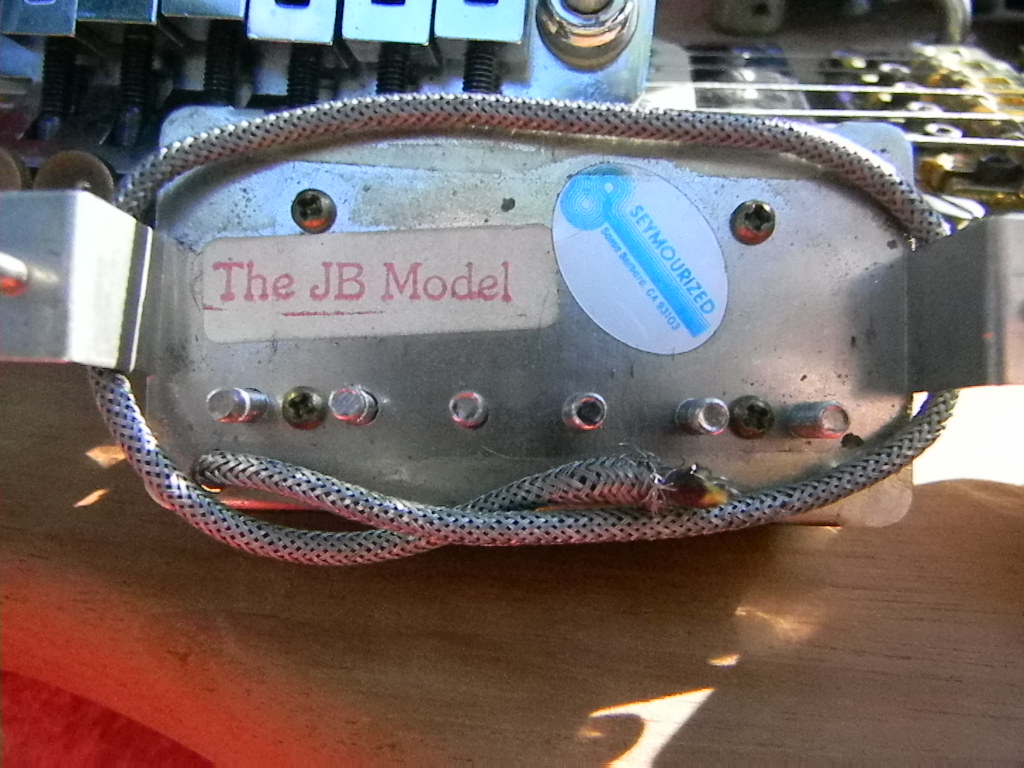 The JB Model
SEYMOURIZED
Santa Barbara, CA 93103